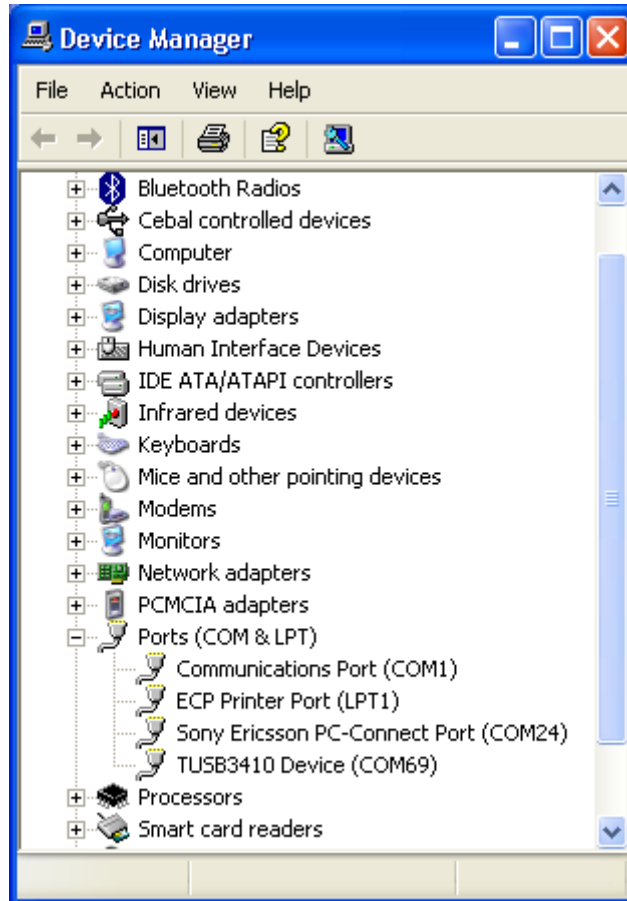 Device Manager
File Action View Help
Bluetooth Radios
Cebal controlled devices
Computer
Disk drives
Display adapters
Human Interface Devices
IDE ATA/ATAPI controllers
Infrared devices
Keyboards
Mice and other pointing devices
Modems
Monitors
Network adapters
PCMCIA adapters
Ports (COM & LPT)
Communications Port (COM1)
ECP Printer Port (LPT1)
Sony Ericsson PC-Connect Port (COM24)
TUSB3410 Device (COM69)
Processors
Smart card readers